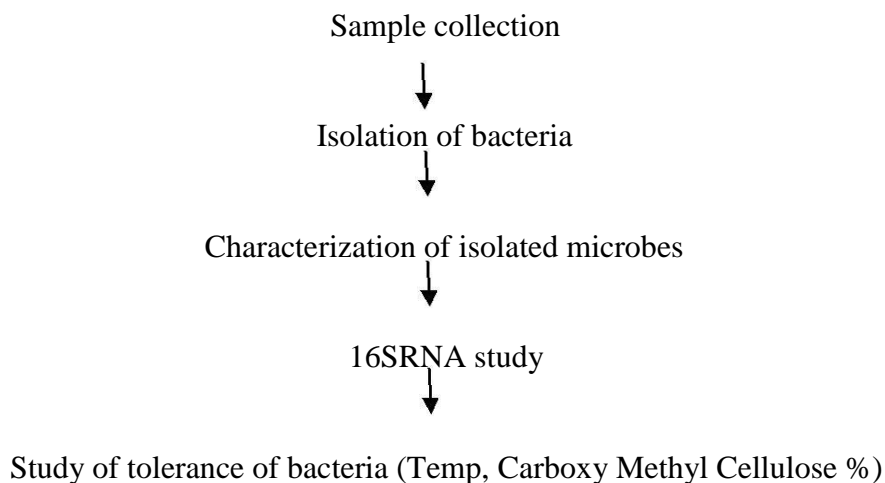 Sample collection
Isolation of bacteria
Characterization of isolated microbes
16SRNA study
Study of tolerance of bacteria (Temp, Carboxy Methyl Cellulose %)